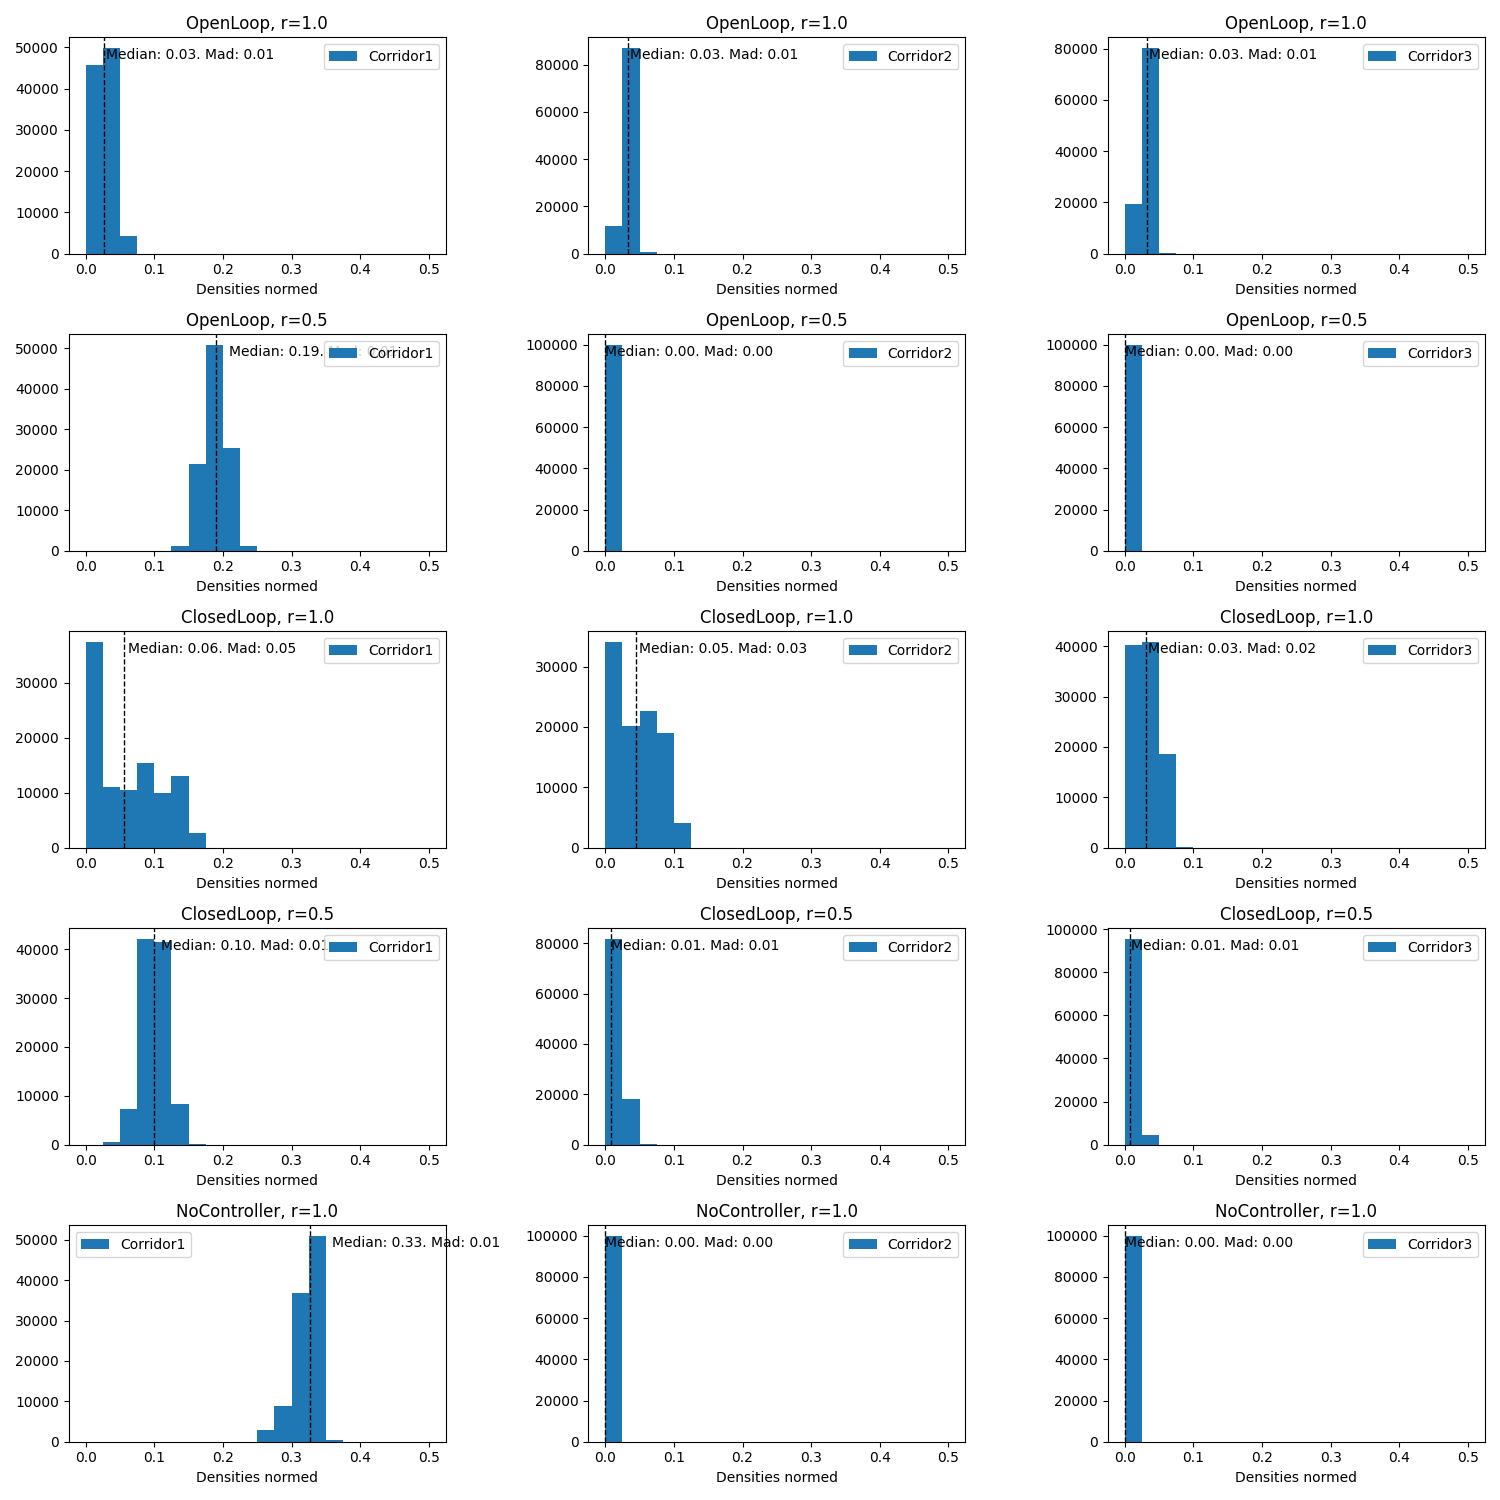 OpenLoop, r=1.0
50000
40000
30000
20000
10000
0
Median: 0.03. Mad: 0.01
Corridor1
0.0 0.1 0.2 0.3 0.4 0.5
Densities normed
OpenLoop, r=1.0
80000
60000
40000
20000
0
Median: 0.03. Mad: 0.01
Corridor2
0.0 0.1 0.2 0.3 0.4 0.5
Densities normed
OpenLoop, r=1.0
80000
60000
40000
20000
0
Median: 0.03. Mad: 0.01
Corridor3
0.0 0.1 0.2 0.3 0.4 0.5
Densities normed
OpenLoop, r=0.5
50000
40000
30000
20000
10000
0
Median: 0.19. Mad: 0.01
Corridor1
0.0 0.1 0.2 0.3 0.4 0.5
Densities normed
OpenLoop, r=0.5
100000
80000
60000
40000
20000
0
Median: 0.00. Mad: 0.00
Corridor2
0.0 0.1 0.2 0.3 0.4 0.5
Densities normed
OpenLoop, r=0.5
100000
80000
60000
40000
20000
0
Median: 0.00. Mad: 0.00
Corridor3
0.0 0.1 0.2 0.3 0.4 0.5
Densities normed
ClosedLoop, r=1.0
30000
20000
10000
0
Median: 0.06. Mad: 0.05
Corridor1
0.0 0.1 0.2 0.3 0.4 0.5
Densities normed
ClosedLoop, r=1.0
30000
20000
10000
0
Median: 0.05. Mad: 0.03
Corridor2
0.0 0.1 0.2 0.3 0.4 0.5
Densities normed
ClosedLoop, r=1.0
40000
30000
20000
10000
0
Median: 0.03. Mad: 0.02
Corridor3
0.0 0.1 0.2 0.3 0.4 0.5
Densities normed
ClosedLoop, r=0.5
40000
30000
20000
10000
0
Median: 0.10. Mad: 0.01
Corridor1
0.0 0.1 0.2 0.3 0.4 0.5
Densities normed
ClosedLoop, r=0.5
80000
60000
40000
20000
0
Median: 0.01. Mad: 0.01
Corridor2
0.0 0.1 0.2 0.3 0.4 0.5
Densities normed
ClosedLoop, r=0.5
100000
80000
60000
40000
20000
0
Median: 0.01. Mad: 0.01
Corridor3
0.0 0.1 0.2 0.3 0.4 0.5
Densities normed
NoController, r=1.0
50000
40000
30000
20000
10000
0
Corridor1
Median: 0.33. Mad: 0.01
0.0 0.1 0.2 0.3 0.4 0.5
Densities normed
NoController, r=1.0
100000
80000
60000
40000
20000
0
Median: 0.00. Mad: 0.00
Corridor2
0.0 0.1 0.2 0.3 0.4 0.5
Densities normed
NoController, r=1.0
100000
80000
60000
40000
20000
0
Median: 0.00. Mad: 0.00
Corridor3
0.0 0.1 0.2 0.3 0.4 0.5
Densities normed